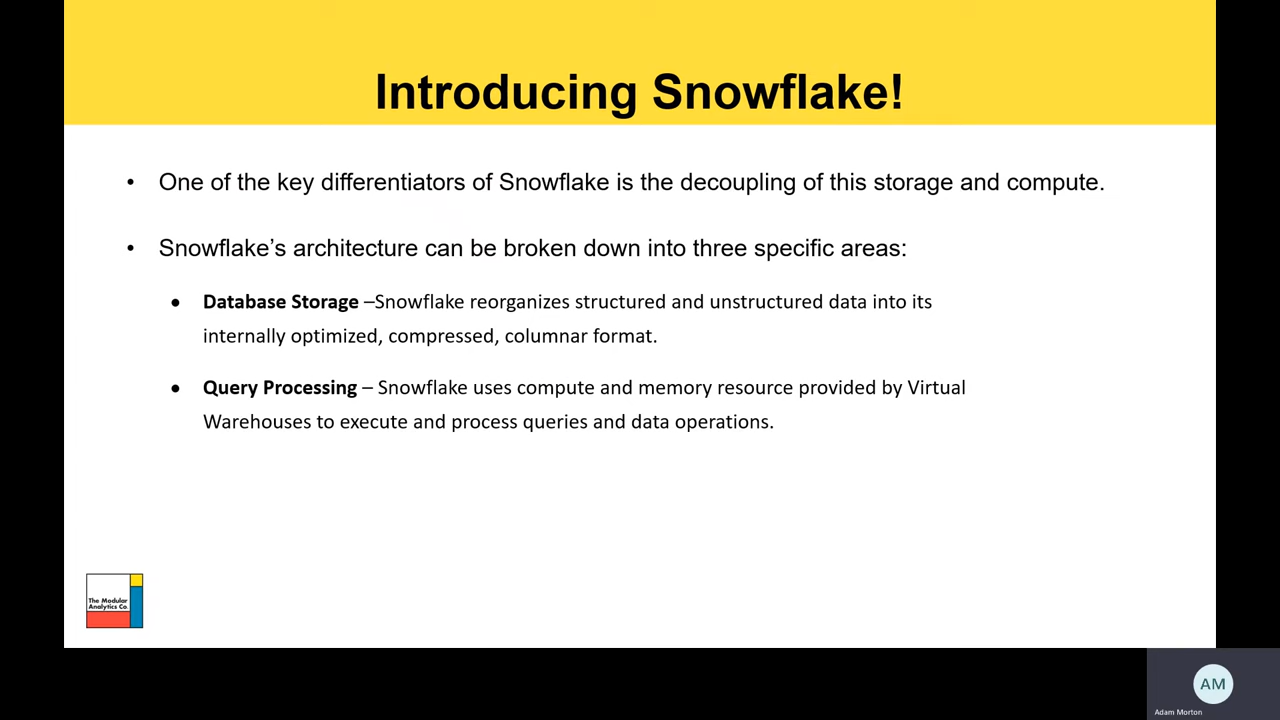 Introducing Snowflake!
• One of the key differentiators of Snowflake is the decoupling of this storage and compute.
• Snowflake’s architecture can be broken down into three specific areas:
● Database Storage –Snowflake reorganizes structured and unstructured data into its
internally optimized, compressed, columnar format.
● Query Processing – Snowflake uses compute and memory resource provided by Virtual
Warehouses to execute and process queries and data operations.
The Modular
Analytics Co.
AM
Adam Morton